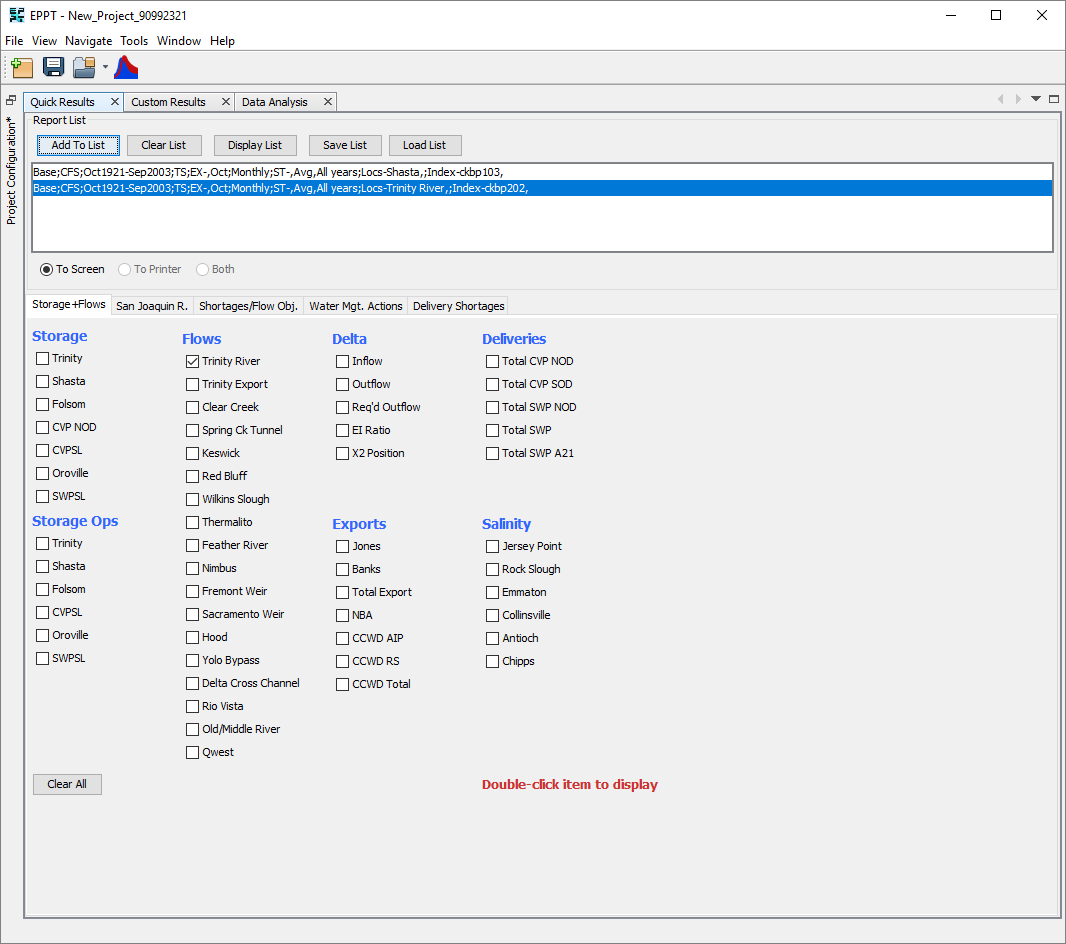 EPPT - New_Project_90992321
File View Navigate Tools Window Help
Project Configuration*
Quick Results Custom Results Data Analysis
Report List
Add To List Clear List Display List Save List Load List
Base;CFS;Oct1921-Sep2003;TS;EX-,Oct;Monthly;ST-,Avg,All years;Locs-Shasta,;Index-ckbp103,
Base;CFS;Oct1921-Sep2003;TS;EX-,Oct;Monthly;ST-,Avg,All years;Locs-Trinity River,;Index-ckbp202,
To Screen To Printer Both
Storage+Flows San Joaquin R. Shortages/Flow Obj. Water Mgt. Actions Delivery Shortages
Storage
Trinity
Shasta
Folsom
CVP NOD
CVPSL
Oroville
SWPSL
Storage Ops
Trinity
Shasta
Folsom
CVPSL
Oroville
SWPSL
Flows
Trinity River
Trinity Export
Clear Creek
Spring Ck Tunnel
Keswick
Red Bluff
Wilkins Slough
Thermalito
Feather River
Nimbus
Fremont Weir
Sacramento Weir
Hood
Yolo Bypass
Delta Cross Channel
Rio Vista
Old/Middle River
Qwest
Delta
Inflow
Outflow
Req'd Outflow
EI Ratio
X2 Position
Exports
Jones
Banks
Total Export
NBA
CCWD AIP
CCWD RS
CCWD Total
Deliveries
Total CVP NOD
Total CVP SOD
Total SWP NOD
Total SWP
Total SWP A21
Salinity
Jersey Point
Rock Slough
Emmaton
Collinsville
Antioch
Chipps
Clear All
Double-click item to display